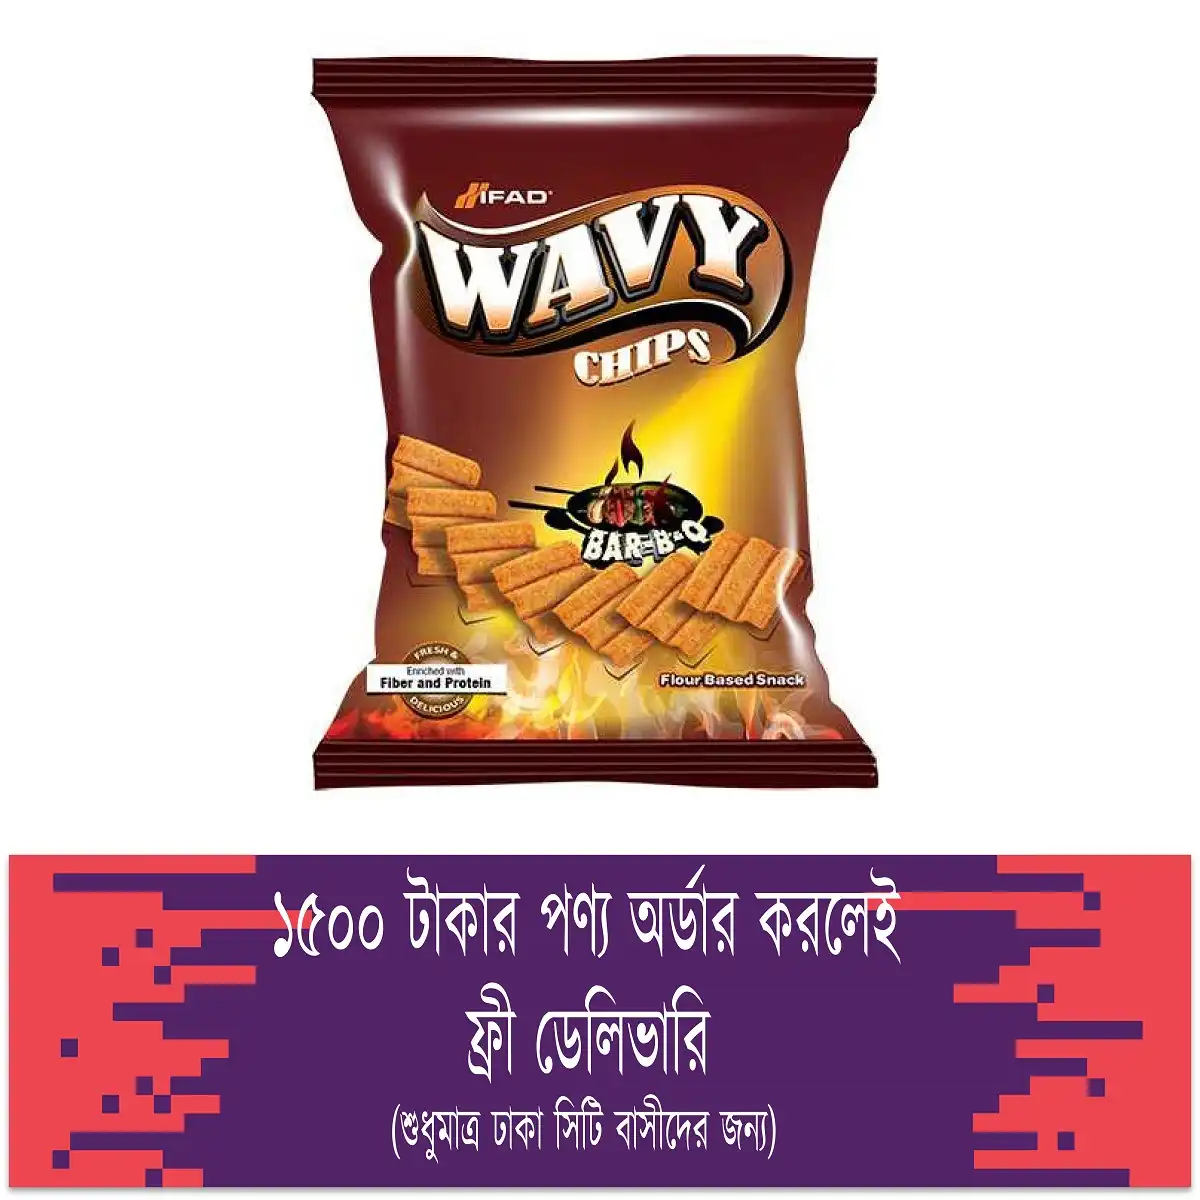 IFAD®
WAVY
CHIPS
BAR-B-Q
FRESH &
Enriched with
Fiber and Protein
DELICIOUS
Flour Based Snack
১৫০০ টাকার পণ্য অর্ডার করলেই
ফ্রী ডেলিভারি
(শুধুমাত্র ঢাকা সিটি বাসীদের জন্য)